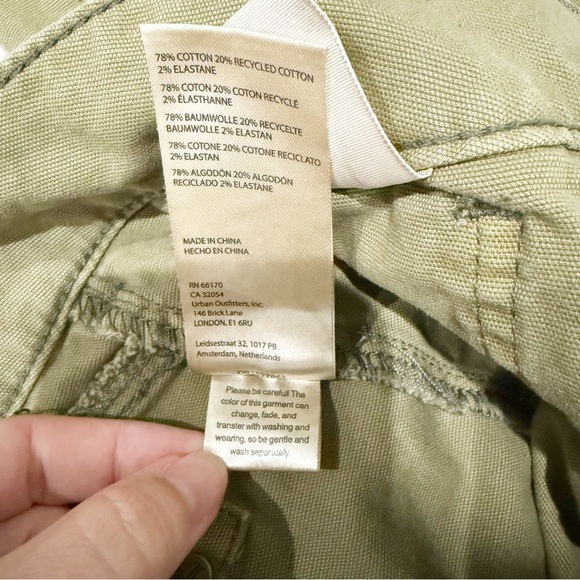 78% COTTON 20% RECYCLED COTTON
2% ELASTANE
78% COTON 20% COTON RECYCLÉ
2% ÉLASTHANNE
78% BAUMWOLLE 20% RECYCELTE
BAUMWOLLE 2% ELASTAN
78% COTONE 20% COTONE RECICLATO
2% ELASTAN
78% ALGODÓN 20% ALGODÓN
RECICLADO 2% ELASTANE
MADE IN CHINA
HECHO EN CHINA
RN 66170
CA 32054
Urban Outfitters, Inc.
146 Brick Lane
LONDON, E1 6RU
Leidsestraat 32, 1017 PB
Amsterdam, Netherlands
Please be careful! The
color of this garment can
change, fade, and
transfer with washing and
wearing, so be gentle and
wash separately.